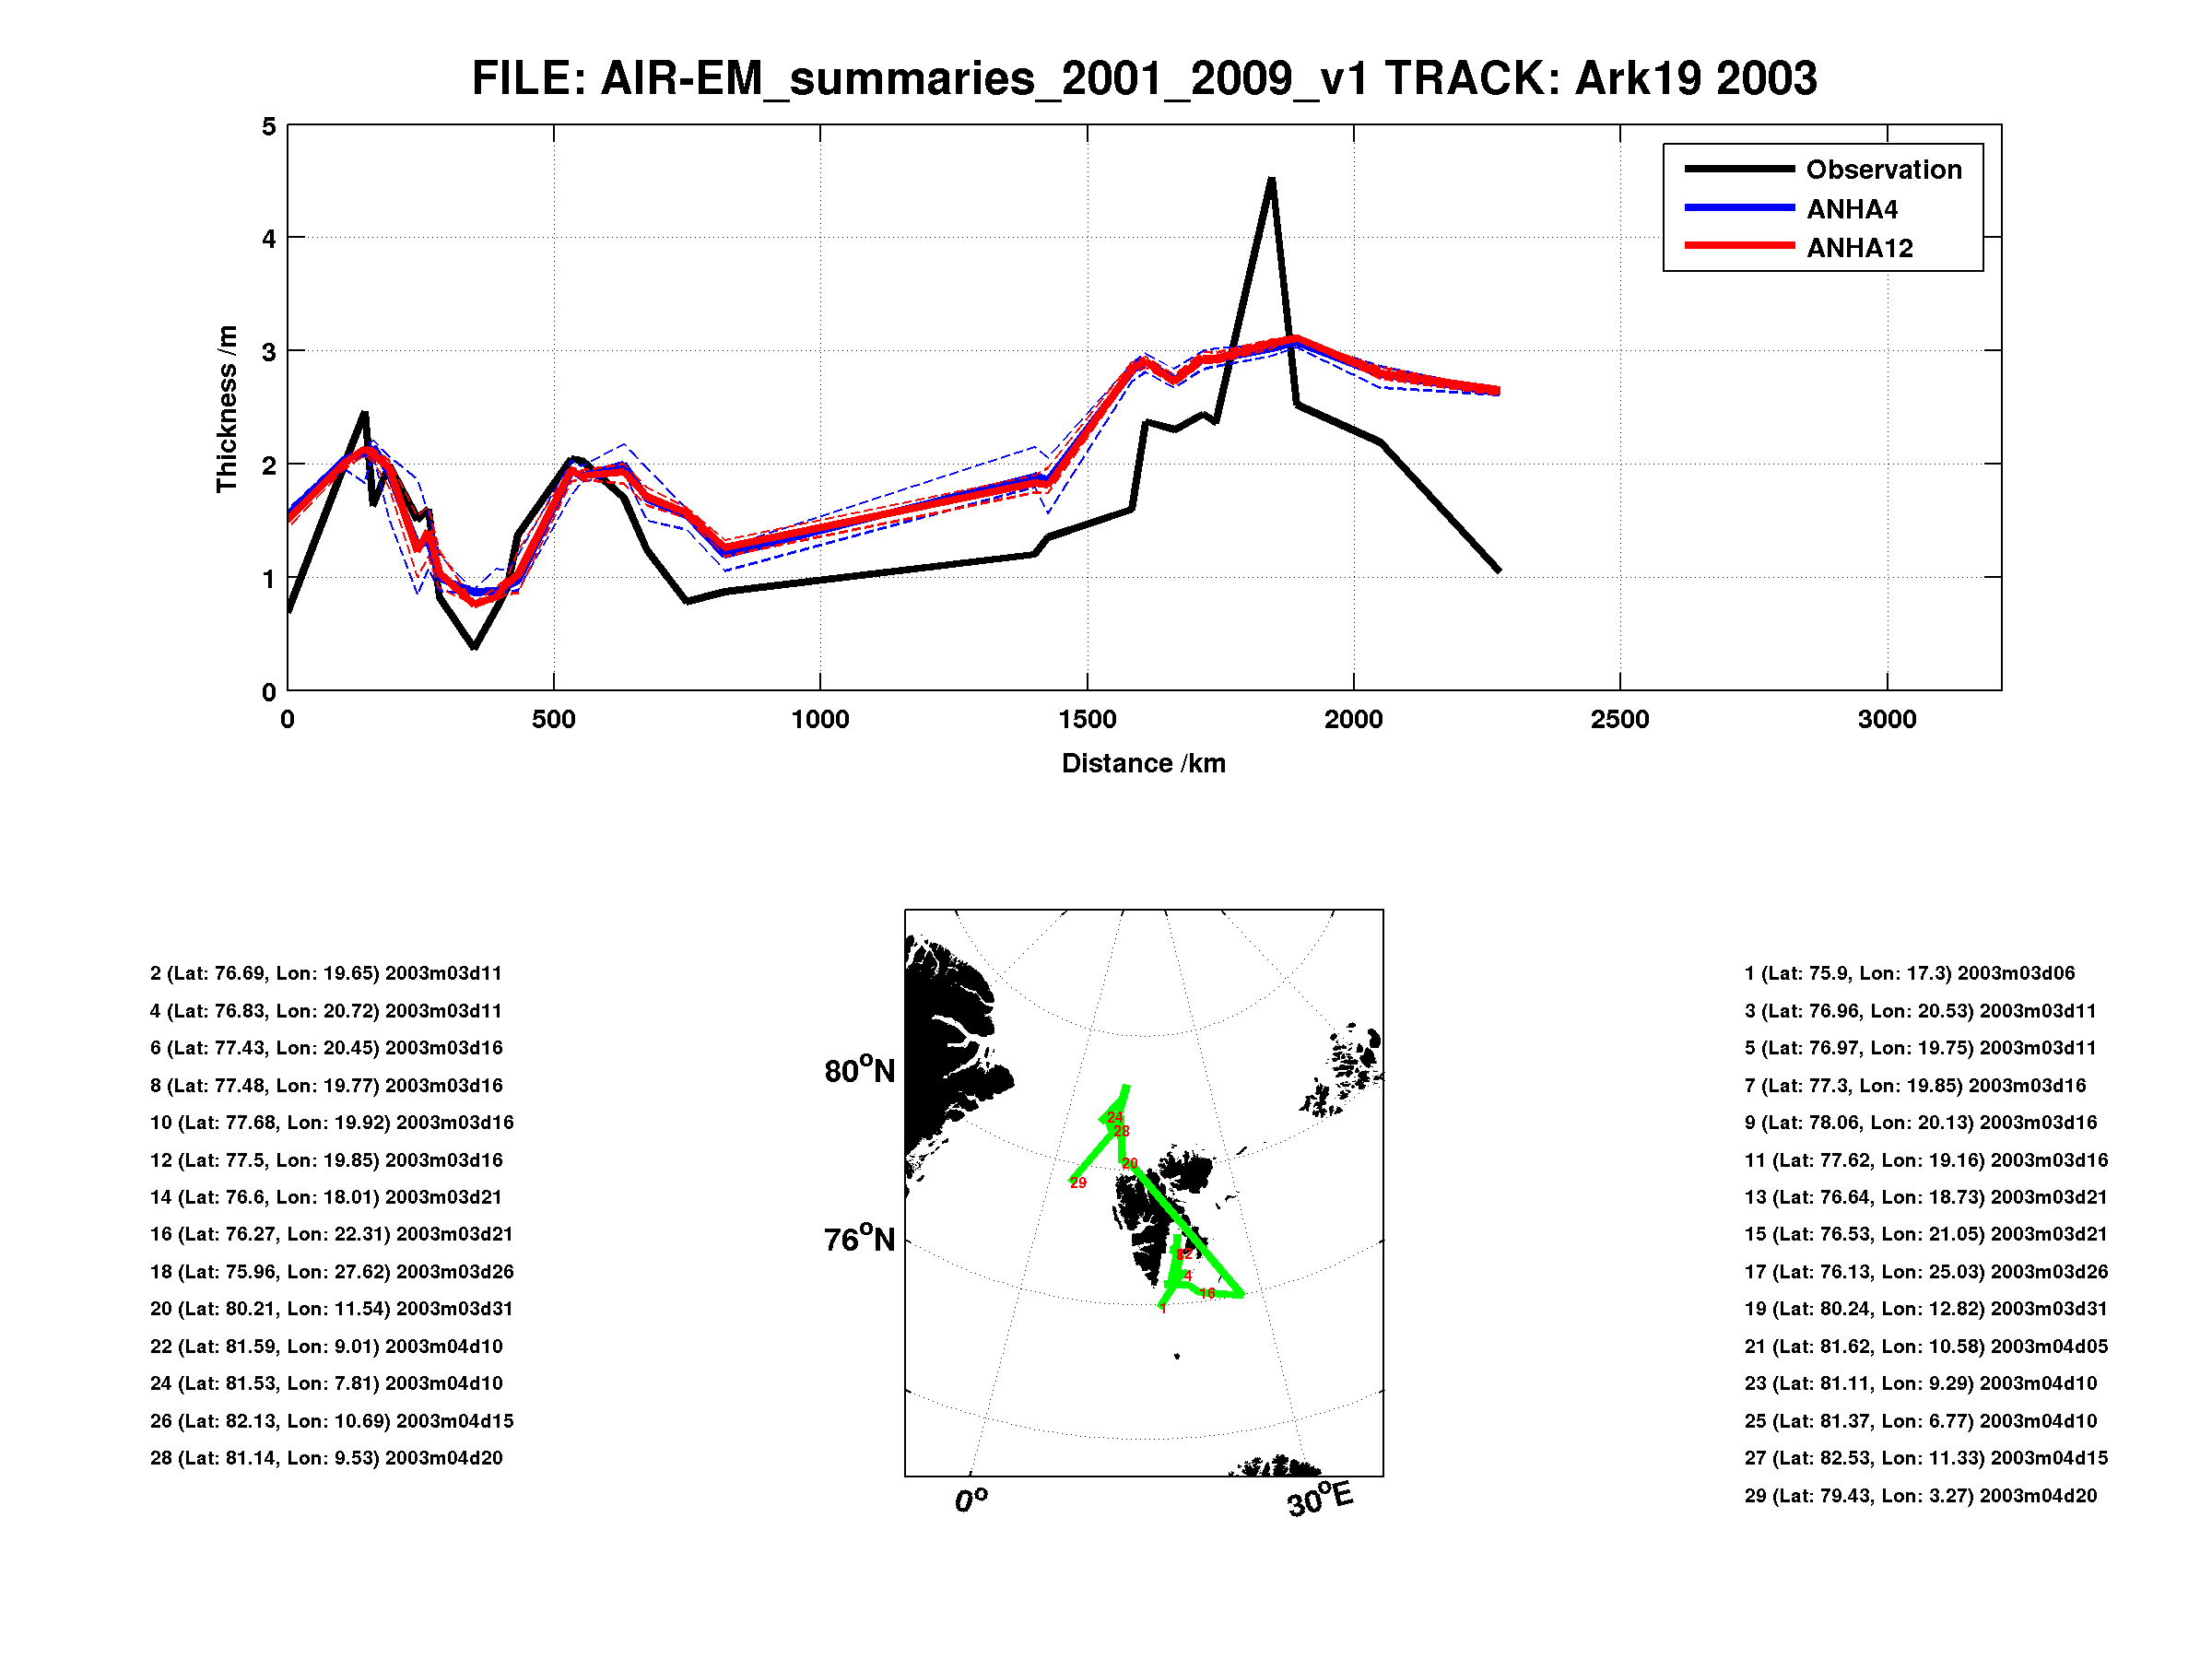 FILE: AIR-EM_summaries_2001_2009_v1 TRACK: Ark19 2003
5
4
3
2
1
0
Thickness /m
Observation
ANHA4
ANHA12
0 500 1000 1500 2000 2500 3000
Distance /km
2 (Lat: 76.69, Lon: 19.65) 2003m03d11
4 (Lat: 76.83, Lon: 20.72) 2003m03d11
6 (Lat: 77.43, Lon: 20.45) 2003m03d16
8 (Lat: 77.48, Lon: 19.77) 2003m03d16
10 (Lat: 77.68, Lon: 19.92) 2003m03d16
12 (Lat: 77.5, Lon: 19.85) 2003m03d16
14 (Lat: 76.6, Lon: 18.01) 2003m03d21
16 (Lat: 76.27, Lon: 22.31) 2003m03d21
18 (Lat: 75.96, Lon: 27.62) 2003m03d26
20 (Lat: 80.21, Lon: 11.54) 2003m03d31
22 (Lat: 81.59, Lon: 9.01) 2003m04d10
24 (Lat: 81.53, Lon: 7.81) 2003m04d10
26 (Lat: 82.13, Lon: 10.69) 2003m04d15
28 (Lat: 81.14, Lon: 9.53) 2003m04d20
80°N
76°N
0°
30°E
24
28
20
29
12
4
16
1
1 (Lat: 75.9, Lon: 17.3) 2003m03d06
3 (Lat: 76.96, Lon: 20.53) 2003m03d11
5 (Lat: 76.97, Lon: 19.75) 2003m03d11
7 (Lat: 77.3, Lon: 19.85) 2003m03d16
9 (Lat: 78.06, Lon: 20.13) 2003m03d16
11 (Lat: 77.62, Lon: 19.16) 2003m03d16
13 (Lat: 76.64, Lon: 18.73) 2003m03d21
15 (Lat: 76.53, Lon: 21.05) 2003m03d21
17 (Lat: 76.13, Lon: 25.03) 2003m03d26
19 (Lat: 80.24, Lon: 12.82) 2003m03d31
21 (Lat: 81.62, Lon: 10.58) 2003m04d05
23 (Lat: 81.11, Lon: 9.29) 2003m04d10
25 (Lat: 81.37, Lon: 6.77) 2003m04d10
27 (Lat: 82.53, Lon: 11.33) 2003m04d15
29 (Lat: 79.43, Lon: 3.27) 2003m04d20